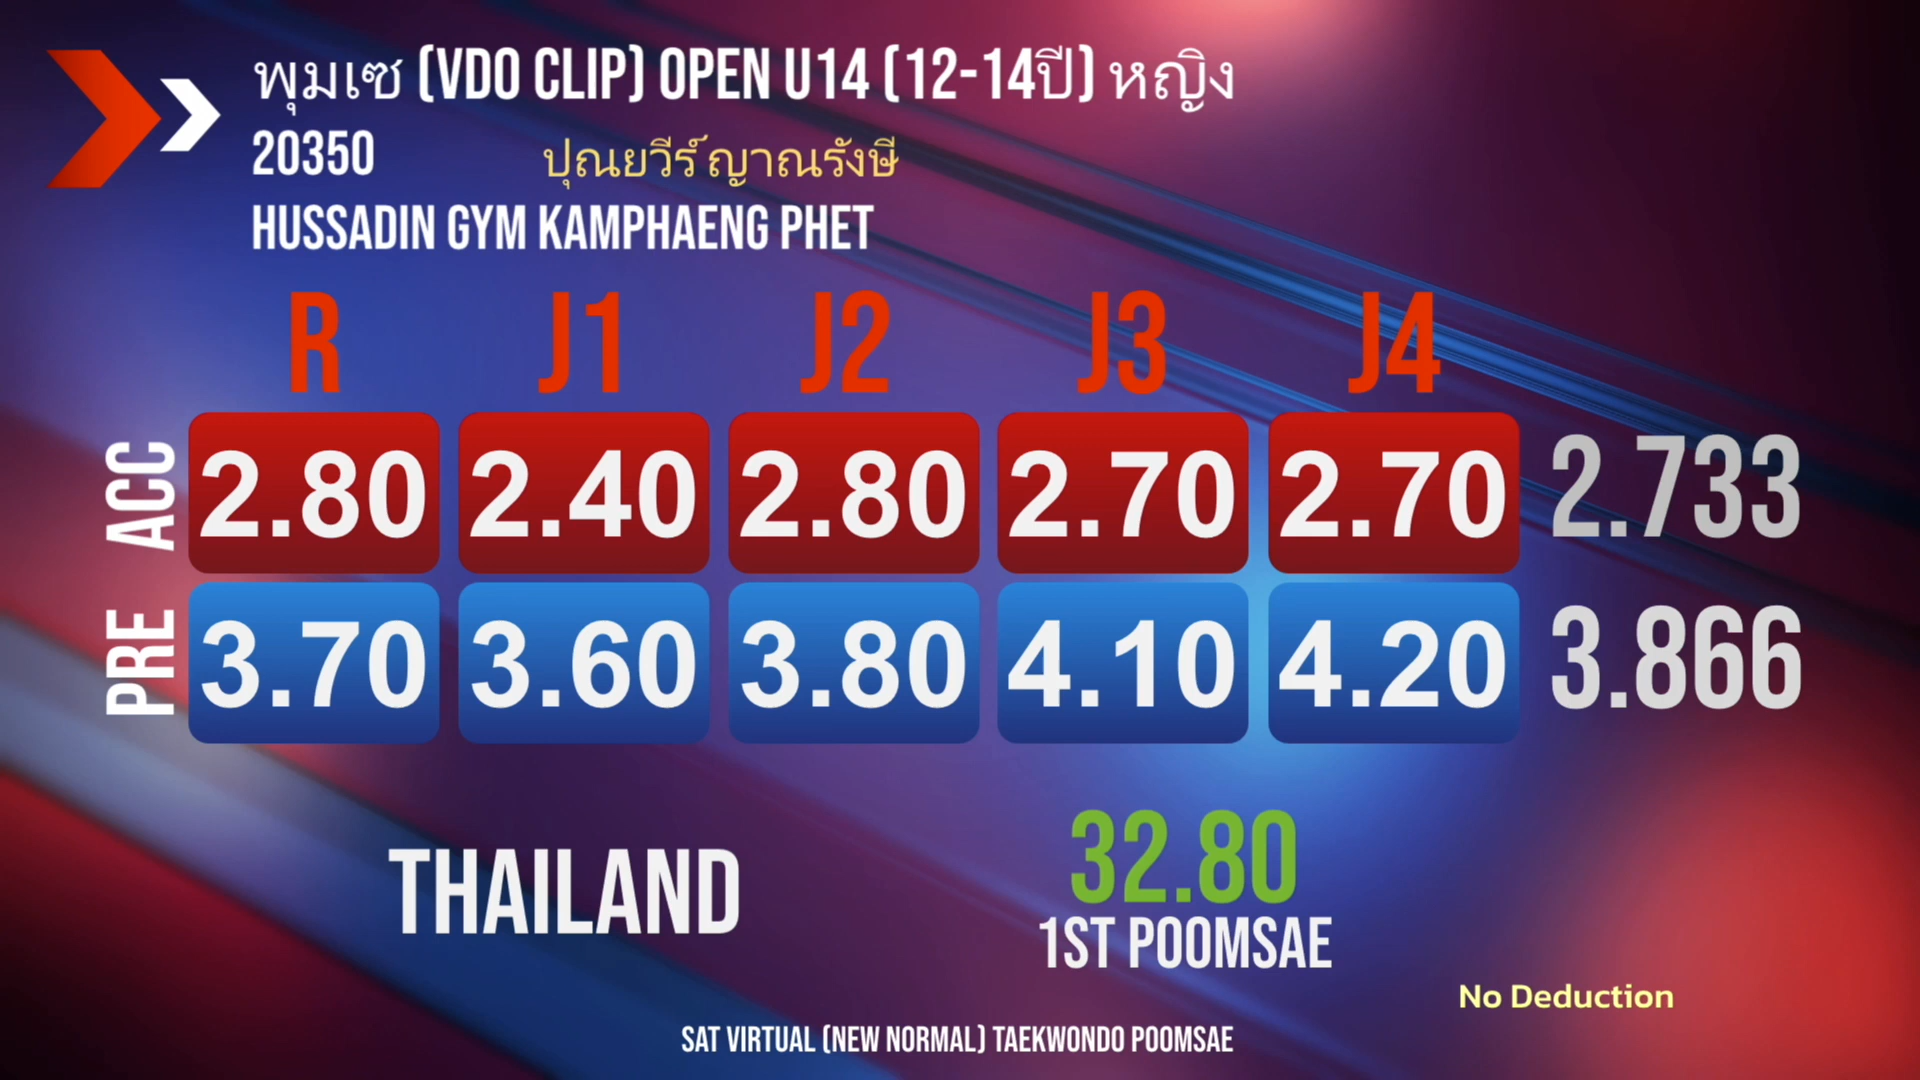 พุมเซ (VDO CLIP) OPEN U14 (12-14ปี) หญิง
20350 ปุณยวีร์ ญาณรังษี
HUSSADIN GYM KAMPHAENG PHET
R J1 J2 J3 J4
ACC 2.80 2.40 2.80 2.70 2.70 2.733
PRE 3.70 3.60 3.80 4.10 4.20 3.866
THAILAND
32.80
1ST POOMSAE
No Deduction
SAT VIRTUAL (NEW NORMAL) TAEKWONDO POOMSAE